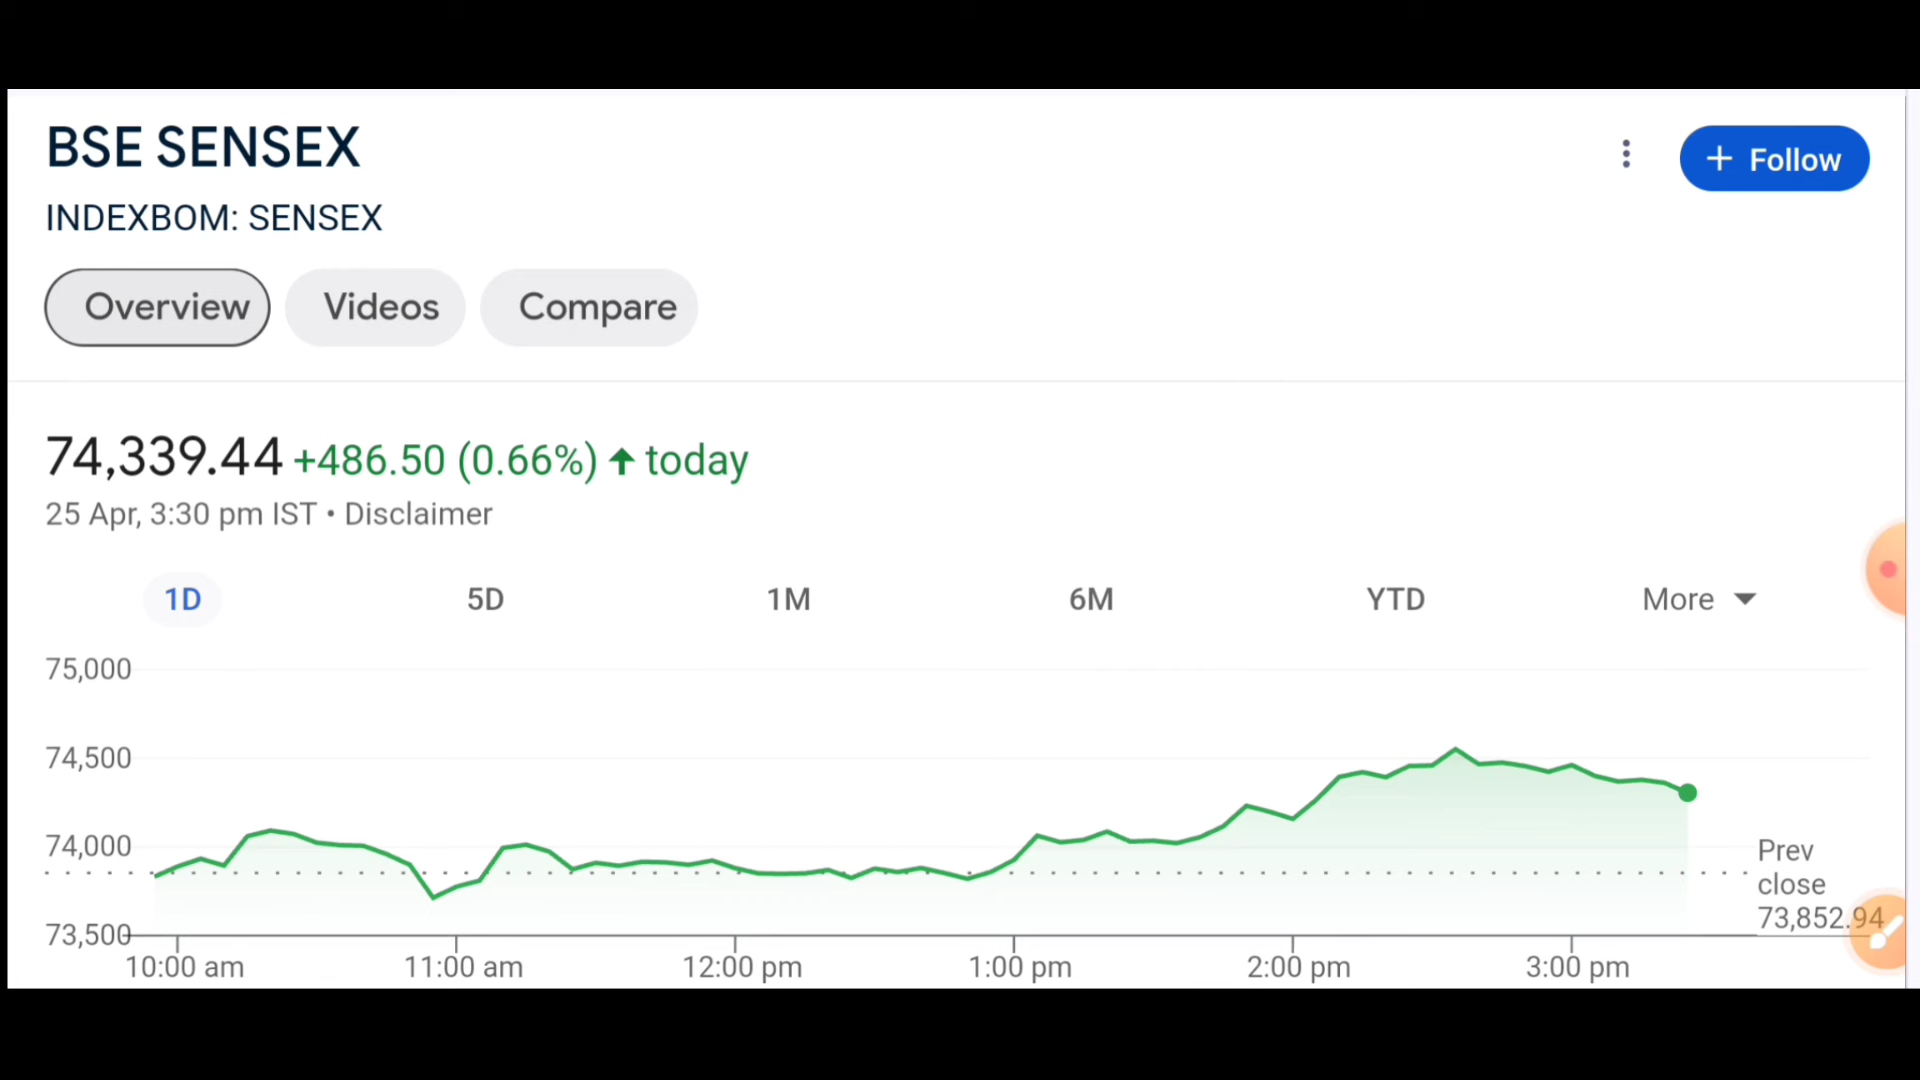 BSE SENSEX
+ Follow
INDEXBOM: SENSEX
Overview Videos Compare
74,339.44 +486.50 (0.66%) ↑ today
25 Apr, 3:30 pm IST • Disclaimer
1D 5D 1M 6M YTD More
75,000
74,500
74,000
73,500
Prev
close
73,852.94
10:00 am 11:00 am 12:00 pm 1:00 pm 2:00 pm 3:00 pm